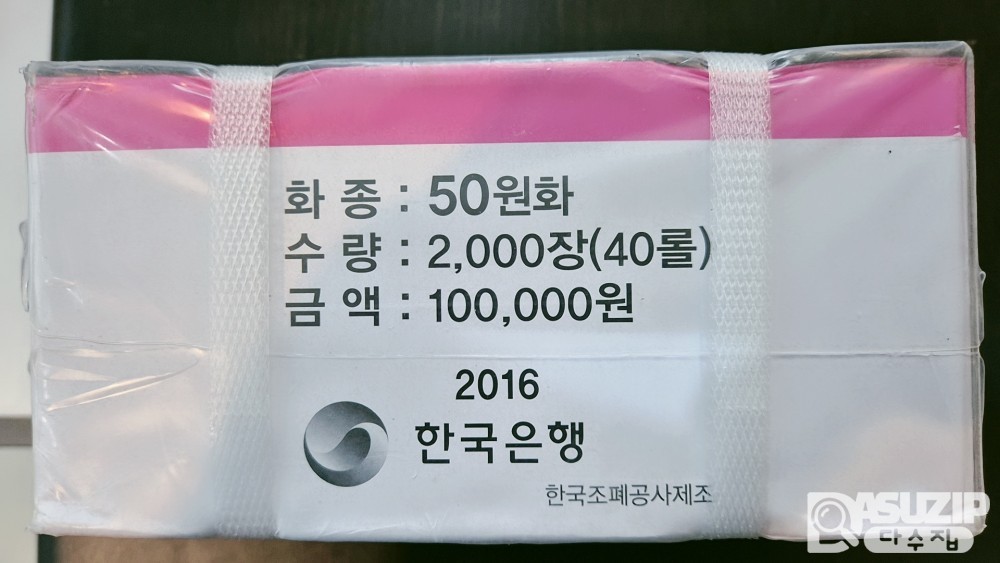 화 종 : 50원화
수 량 : 2,000장(40롤)
금 액 : 100,000원
2016
한국은행
한국조폐공사제조
ASUZIP
다수집